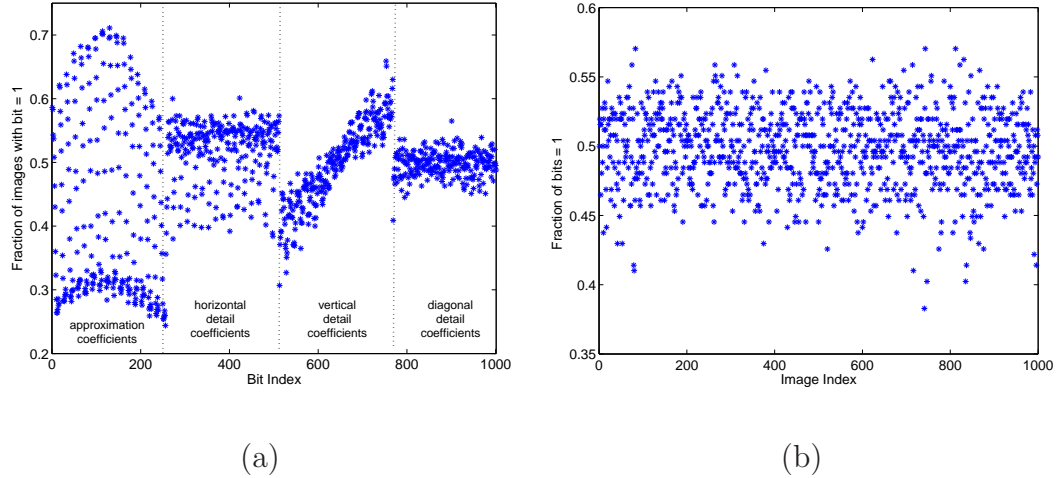 0.7
0.6
0.5
0.4
0.3
0.2
Fraction of images with bit = 1
approximation
coefficients
horizontal
detail
coefficients
vertical
detail
coefficients
diagonal
detail
coefficients
0 200 400 600 800 1000
Bit Index
(a)
0.6
0.55
0.5
0.45
0.4
0.35
Fraction of bits = 1
0 200 400 600 800 1000
Image Index
(b)